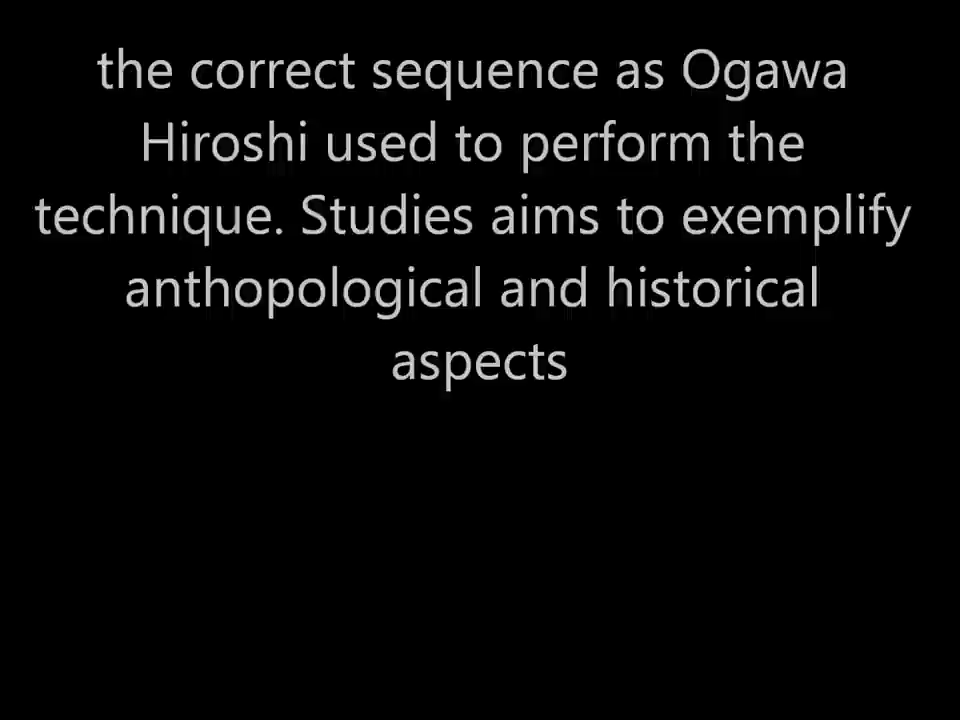 the correct sequence as Ogawa
Hiroshi used to perform the
technique. Studies aims to exemplify
anthopological and historical
aspects